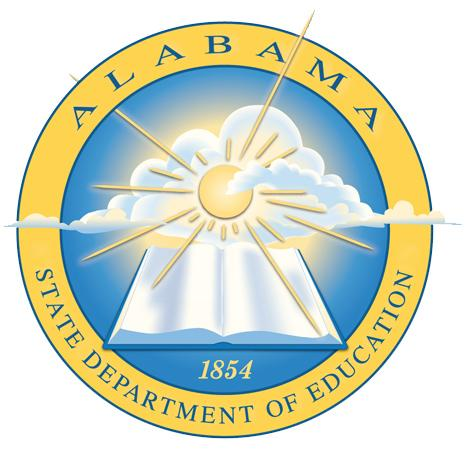 ALABAMA
1854
STATE DEPARTMENT OF EDUCATION